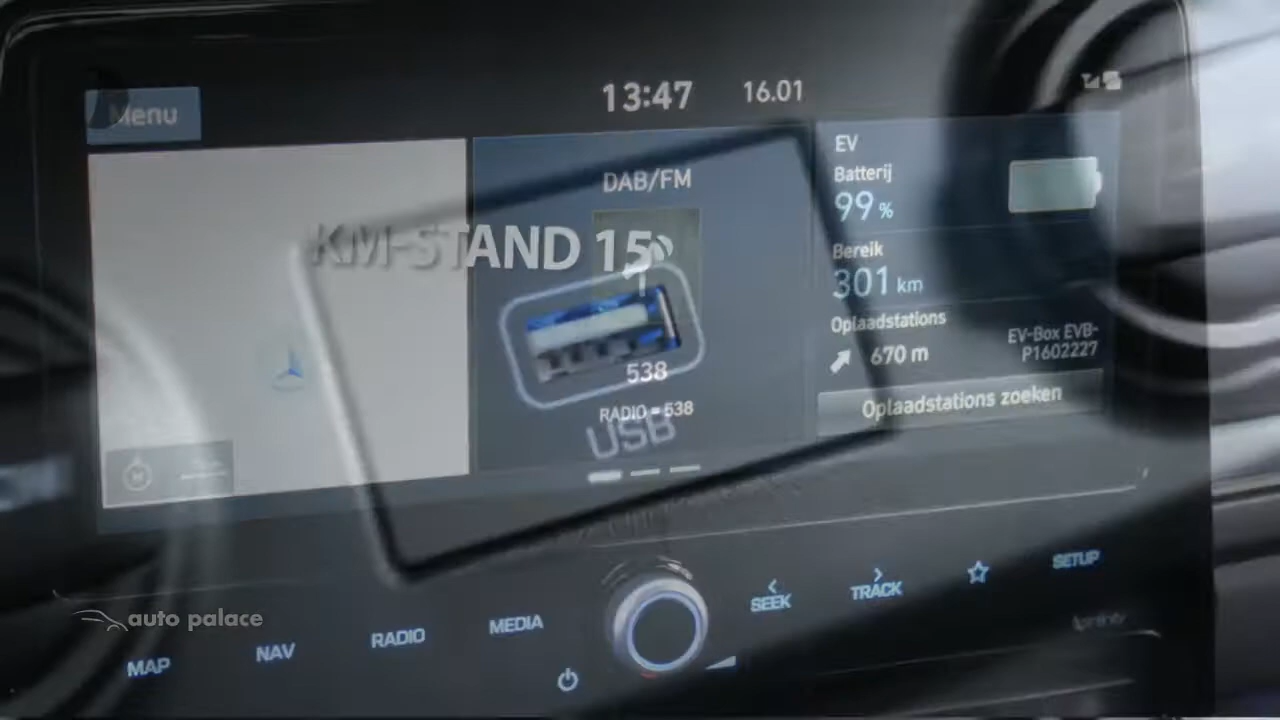 Menu
13:47
16.01
DAB/FM
EV
Batterij
99 %
KM-STAND 15
Bereik
301 km
Oplaadstations
670 m
EV-Box EVB-
P1602227
Oplaadstations zoeken
538
RADIO 538
USB
MAP
NAV
RADIO
MEDIA
SEEK
TRACK
SETUP
auto palace